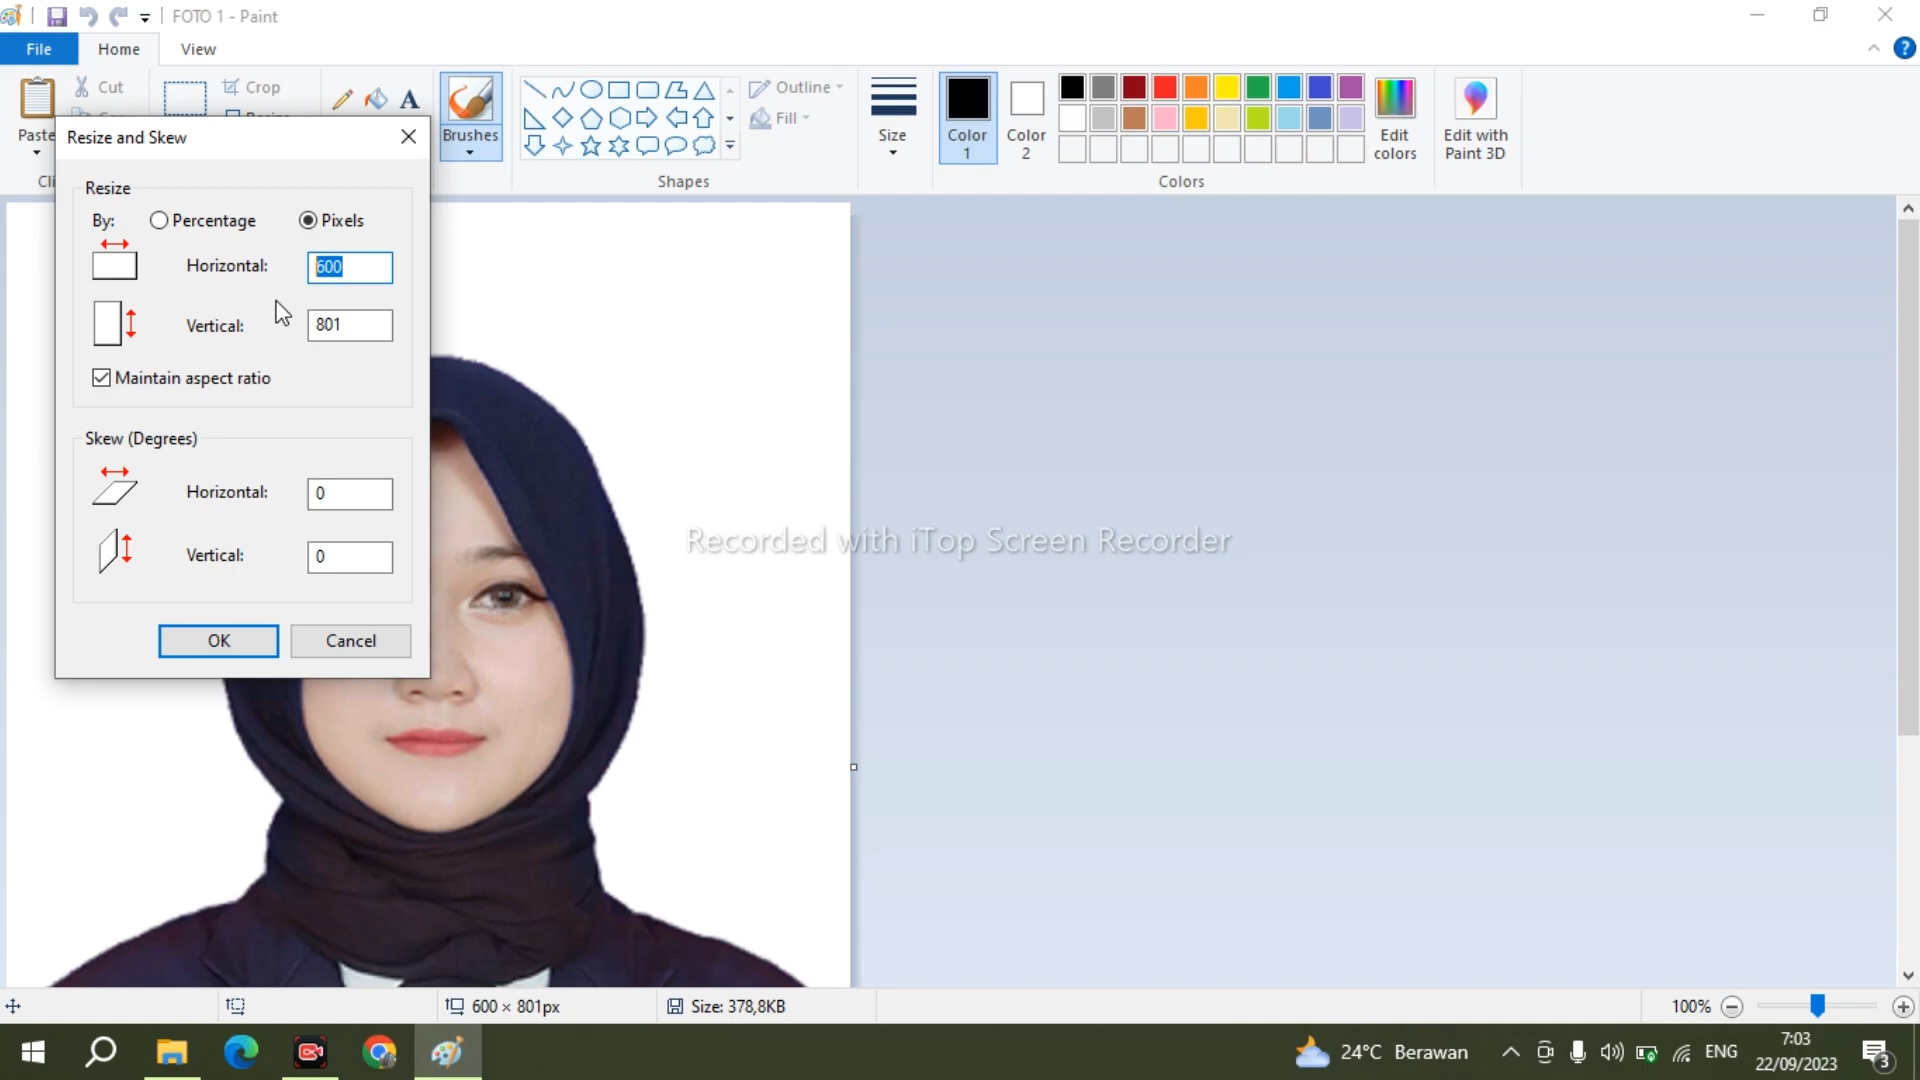 FOTO 1 - Paint
File Home View
Cut Crop Outline
Fill
Paste Brushes Size Color 1 Color 2 Edit colors Edit with Paint 3D
Shapes Colors
Resize and Skew
Resize
By: Percentage Pixels
Horizontal: 600
Vertical: 801
Maintain aspect ratio
Skew (Degrees)
Horizontal: 0
Vertical: 0
OK Cancel
Recorded with iTop Screen Recorder
600 × 801px Size: 378,8KB 100%
24°C Berawan ENG 7:03
22/09/2023 3